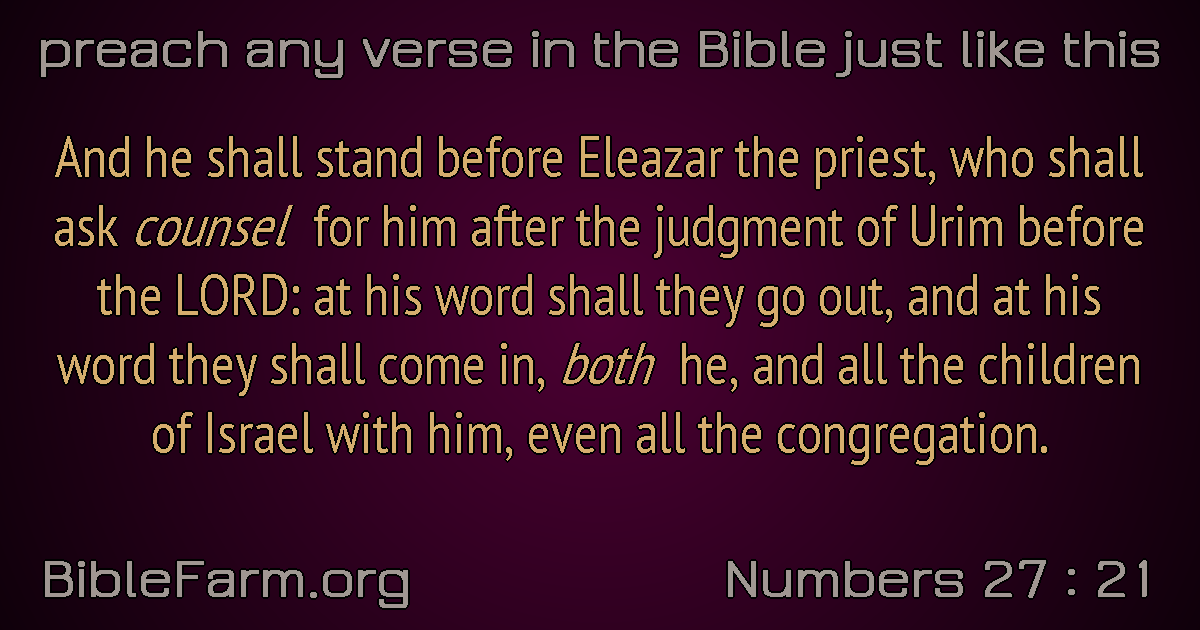 preach any verse in the Bible just like this
And he shall stand before Eleazar the priest, who shall
ask counsel for him after the judgment of Urim before
the LORD: at his word shall they go out, and at his
word they shall come in, both he, and all the children
of Israel with him, even all the congregation.
BibleFarm.org
Numbers 27 : 21